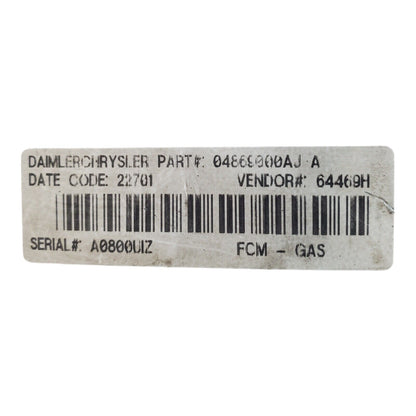 DAIMLERCHRYSLER PART#: 04869000AJ A
DATE CODE: 22701 VENDOR#: 64469H
SERIAL#: A0800UIZ FCM - GAS